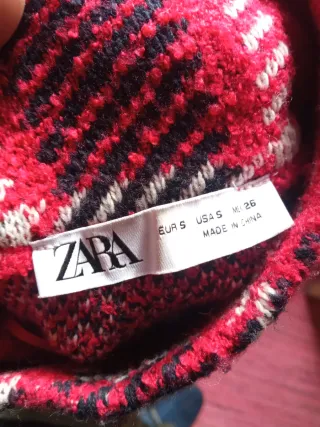 ZARA
EUR S USA S MEX 26
MADE IN CHINA